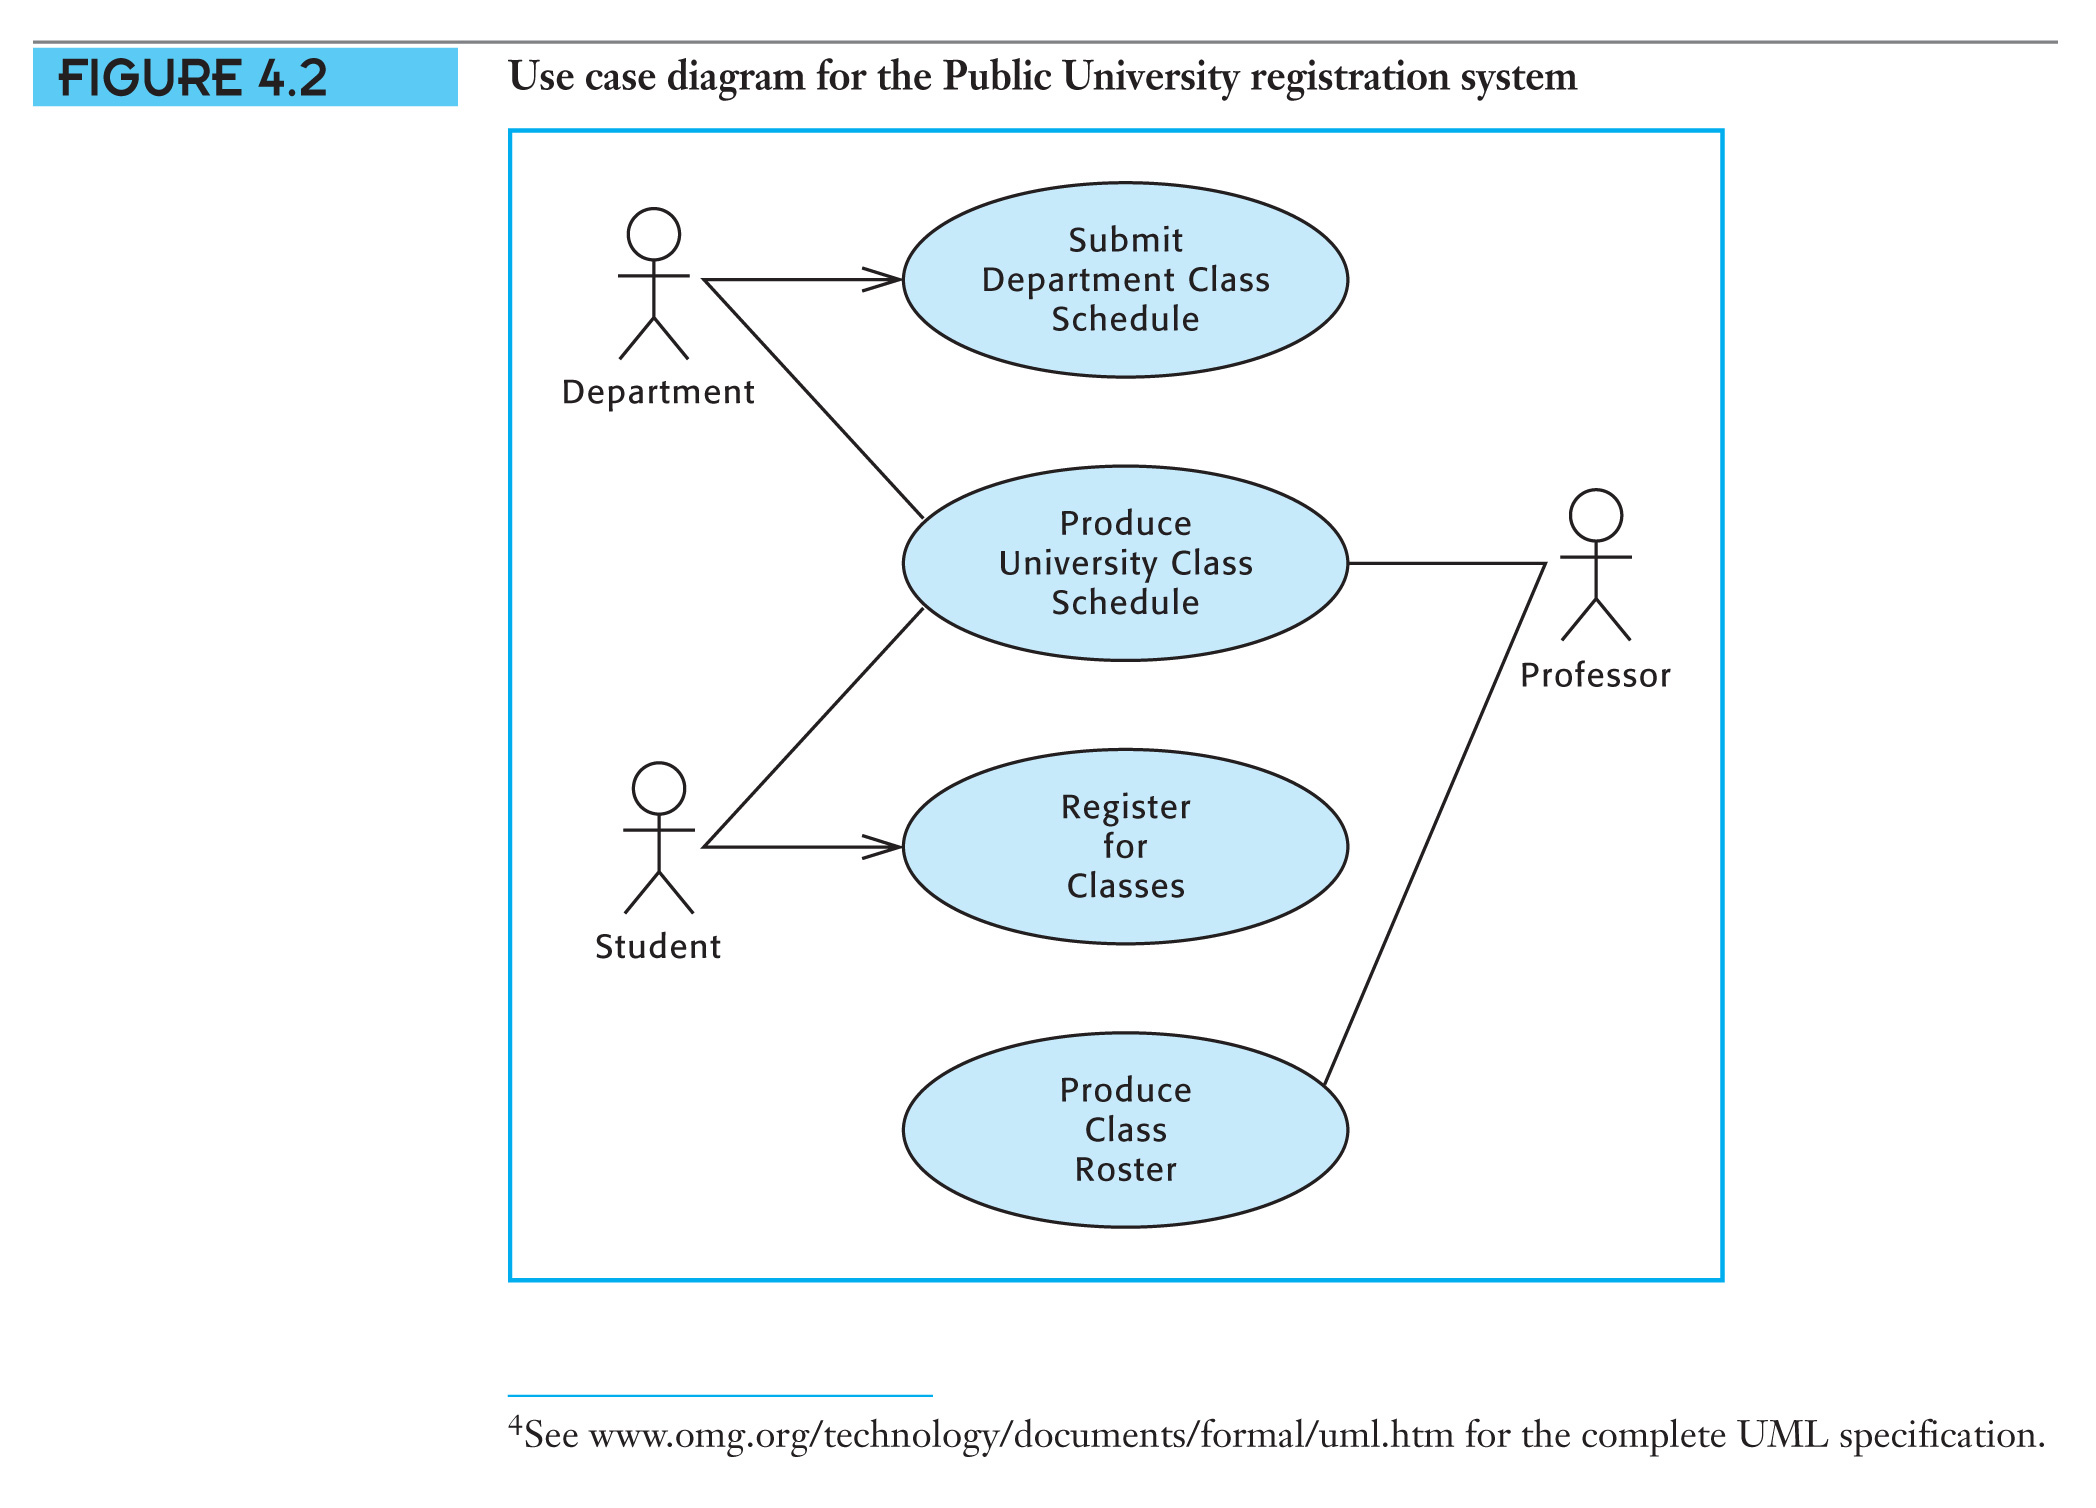 FIGURE 4.2
Use case diagram for the Public University registration system
Submit
Department Class
Schedule
Department
Produce
University Class
Schedule
Professor
Register
for
Classes
Student
Produce
Class
Roster
4See www.omg.org/technology/documents/formal/uml.htm for the complete UML specification.